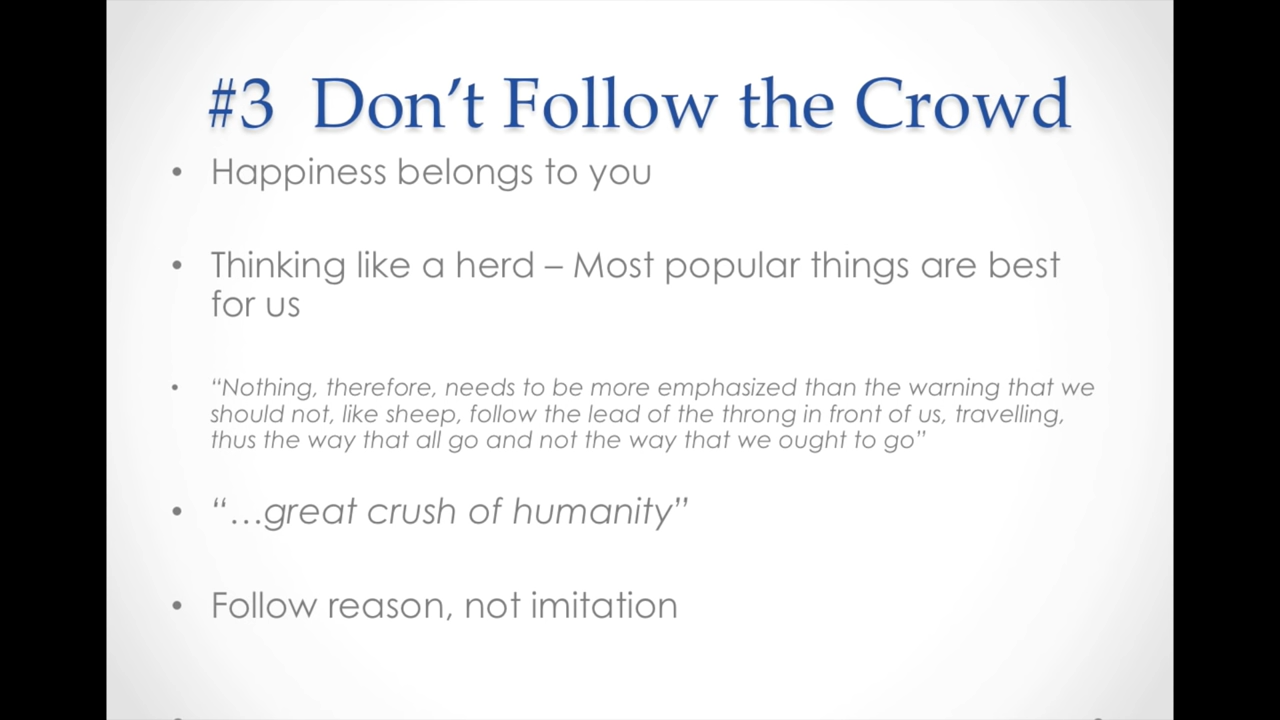 #3 Don’t Follow the Crowd
• Happiness belongs to you
• Thinking like a herd – Most popular things are best
for us
• “Nothing, therefore, needs to be more emphasized than the warning that we
should not, like sheep, follow the lead of the throng in front of us, travelling,
thus the way that all go and not the way that we ought to go”
• “…great crush of humanity”
• Follow reason, not imitation